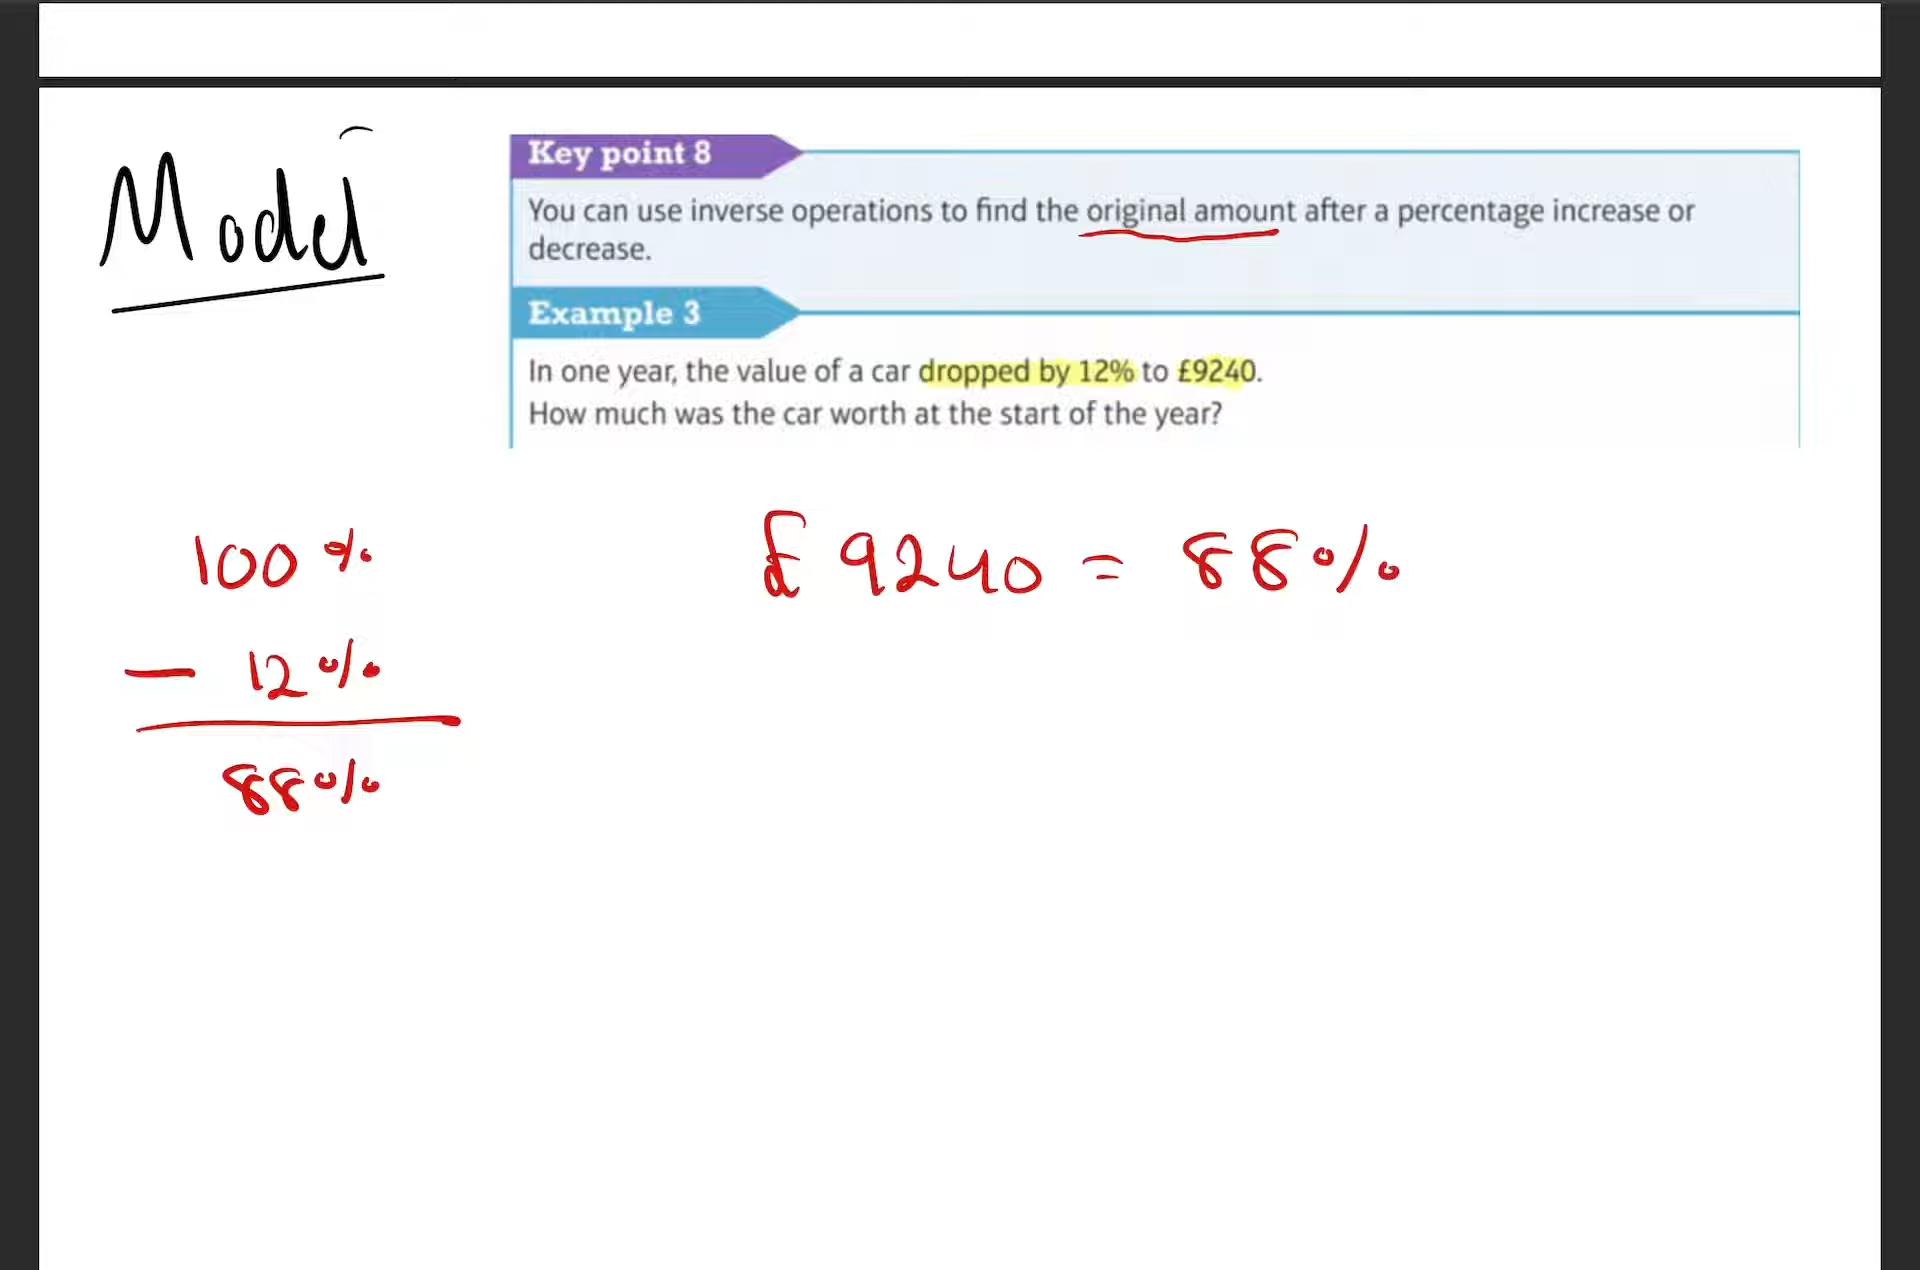 Model
Key point 8
You can use inverse operations to find the original amount after a percentage increase or
decrease.
Example 3
In one year, the value of a car dropped by 12% to £9240.
How much was the car worth at the start of the year?
100%
- 12%
88%
£9240 = 88%